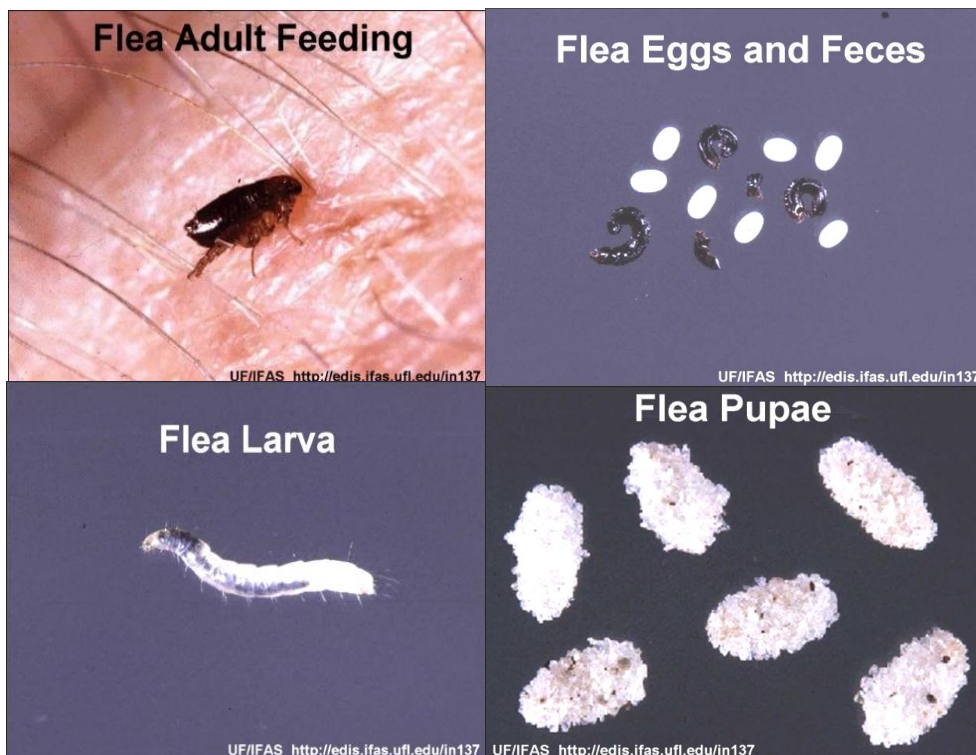 Flea Adult Feeding
UF/IFAS http://edis.ifas.ufl.edu/in137
Flea Eggs and Feces
UF/IFAS http://edis.ifas.ufl.edu/in137
Flea Larva
UF/IFAS http://edis.ifas.ufl.edu/in137
Flea Pupae
UF/IFAS http://edis.ifas.ufl.edu/in137